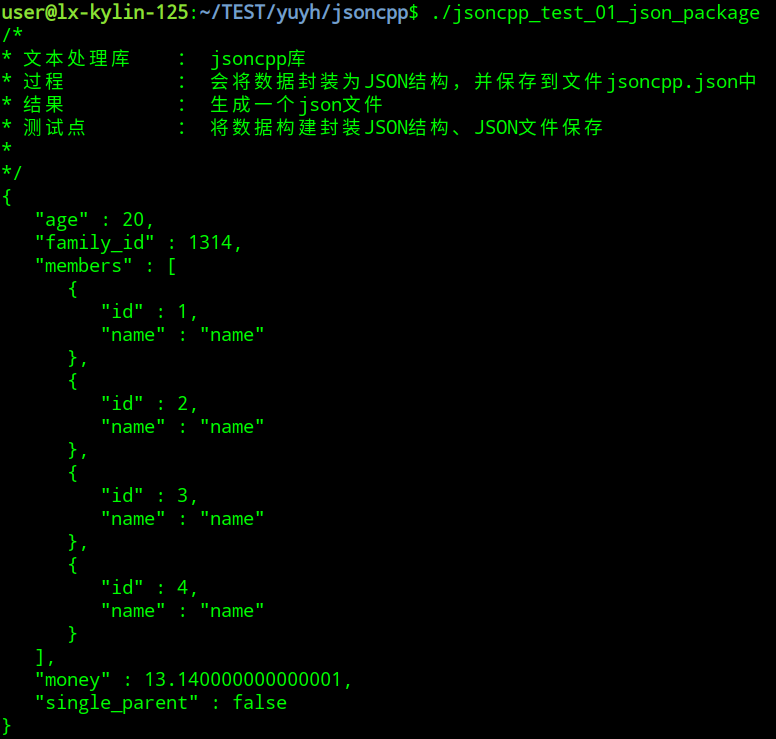 user@lx-kylin-125:~/TEST/yuyh/jsoncpp$ ./jsoncpp_test_01_json_package
/*
* 文本处理库    :  jsoncpp库
* 过程          :  会将数据封装为JSON结构，并保存到文件jsoncpp.json中
* 结果          :  生成一个json文件
* 测试点        :  将数据构建封装JSON结构、JSON文件保存
*
*/
{
   "age" : 20,
   "family_id" : 1314,
   "members" : [
      {
         "id" : 1,
         "name" : "name"
      },
      {
         "id" : 2,
         "name" : "name"
      },
      {
         "id" : 3,
         "name" : "name"
      },
      {
         "id" : 4,
         "name" : "name"
      }
   ],
   "money" : 13.140000000000001,
   "single_parent" : false
}